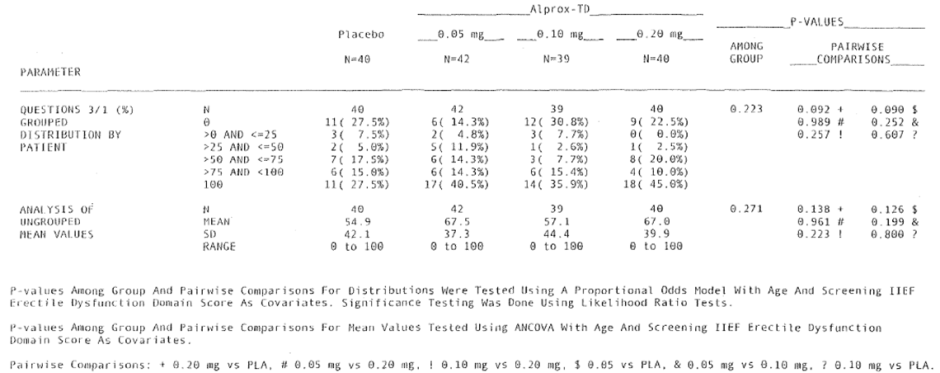 Alprox-TD
P-VALUES
Placebo 0.05 mg 0.10 mg 0.20 mg
AMONG PAIRWISE
N=40 N=42 N=39 N=40 GROUP COMPARISONS
PARAMETER
QUESTIONS 3/1 (%) N 40 42 39 40 0.223 0.092 + 0.090 $
GROUPED 0 11( 27.5%) 6( 14.3%) 12( 30.8%) 9( 22.5%) 0.989 # 0.252 &
DISTRIBUTION BY >0 AND <=25 3( 7.5%) 2( 4.8%) 3( 7.7%) 0( 0.0%) 0.257 ! 0.607 ?
PATIENT >25 AND <=50 2( 5.0%) 5( 11.9%) 1( 2.6%) 1( 2.5%)
>50 AND <=75 7( 17.5%) 6( 14.3%) 3( 7.7%) 8( 20.0%)
>75 AND <100 6( 15.0%) 6( 14.3%) 6( 15.4%) 4( 10.0%)
100 11( 27.5%) 17( 40.5%) 14( 35.9%) 18( 45.0%)
ANALYSIS OF N 40 42 39 40 0.271 0.138 + 0.126 $
UNGROUPED MEAN 54.9 67.5 57.1 67.0 0.961 # 0.199 &
MEAN VALUES SD 42.1 37.3 44.4 39.9 0.223 ! 0.800 ?
RANGE 0 to 100 0 to 100 0 to 100 0 to 100
P-values Among Group And Pairwise Comparisons For Distributions Were Tested Using A Proportional Odds Model With Age And Screening IIEF
Erectile Dysfunction Domain Score As Covariates. Significance Testing Was Done Using Likelihood Ratio Tests.
P-values Among Group And Pairwise Comparisons For Mean Values Tested Using ANCOVA With Age And Screening IIEF Erectile Dysfunction
Domain Score As Covariates.
Pairwise Comparisons: + 0.20 mg vs PLA, # 0.05 mg vs 0.20 mg, ! 0.10 mg vs 0.20 mg, $ 0.05 vs PLA, & 0.05 mg vs 0.10 mg, ? 0.10 mg vs PLA.